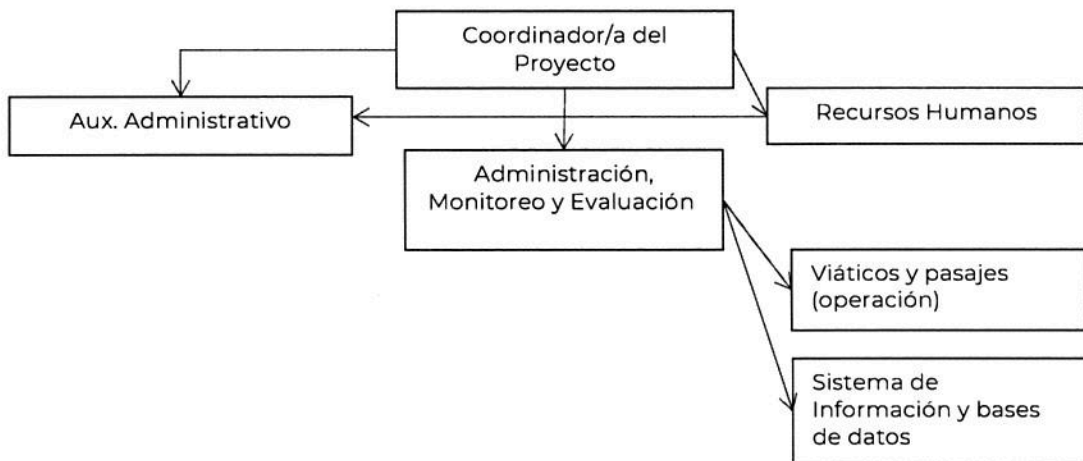 Coordinador/a del
Proyecto
Aux. Administrativo
Recursos Humanos
Administración,
Monitoreo y Evaluación
Viáticos y pasajes
(operación)
Sistema de
Información y bases
de datos